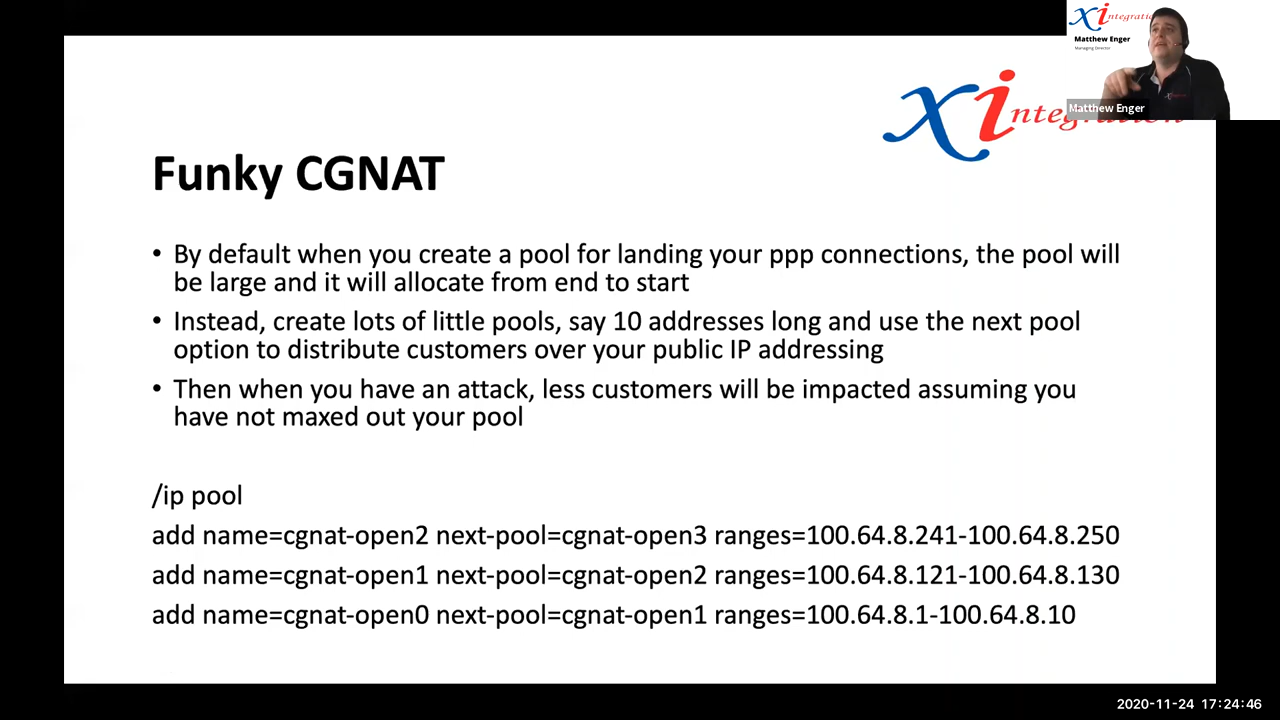 xintegratio
Matthew Enger
Managing Director
Matthew Enger
xintegration
Funky CGNAT
• By default when you create a pool for landing your ppp connections, the pool will
be large and it will allocate from end to start
• Instead, create lots of little pools, say 10 addresses long and use the next pool
option to distribute customers over your public IP addressing
• Then when you have an attack, less customers will be impacted assuming you
have not maxed out your pool
/ip pool
add name=cgnat-open2 next-pool=cgnat-open3 ranges=100.64.8.241-100.64.8.250
add name=cgnat-open1 next-pool=cgnat-open2 ranges=100.64.8.121-100.64.8.130
add name=cgnat-open0 next-pool=cgnat-open1 ranges=100.64.8.1-100.64.8.10
2020-11-24 17:24:46